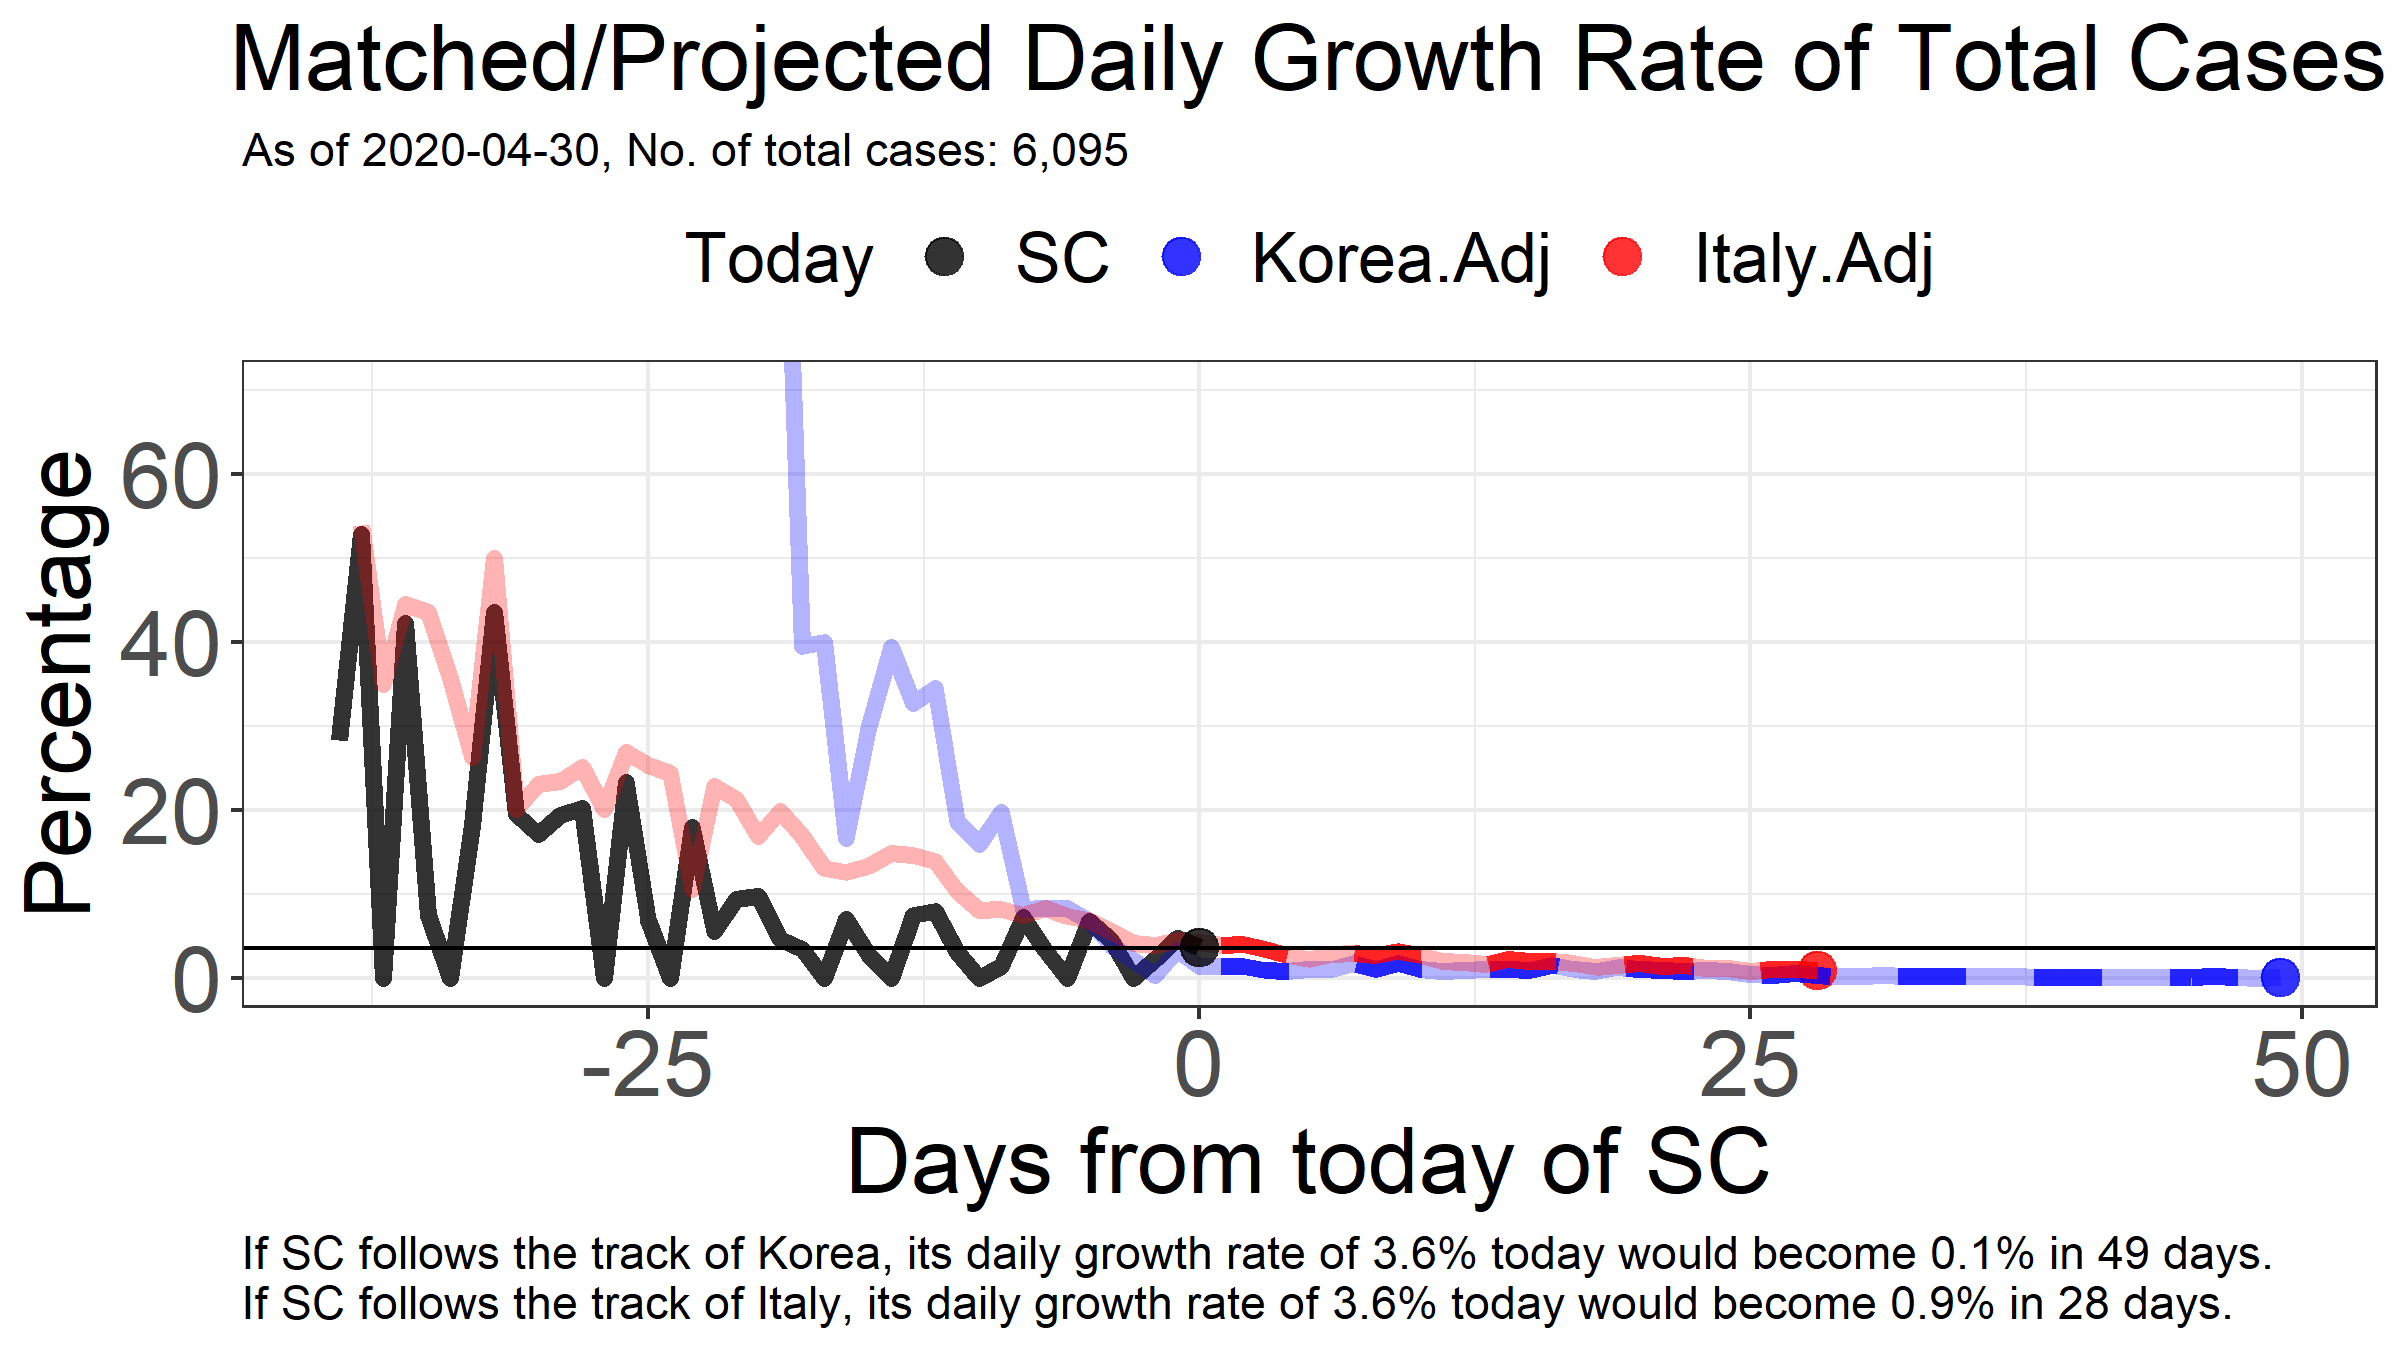 Matched/Projected Daily Growth Rate of Total Cases
As of 2020-04-30, No. of total cases: 6,095
Today SC Korea.Adj Italy.Adj
Percentage
60
40
20
0
-25 0 25 50
Days from today of SC
If SC follows the track of Korea, its daily growth rate of 3.6% today would become 0.1% in 49 days.
If SC follows the track of Italy, its daily growth rate of 3.6% today would become 0.9% in 28 days.